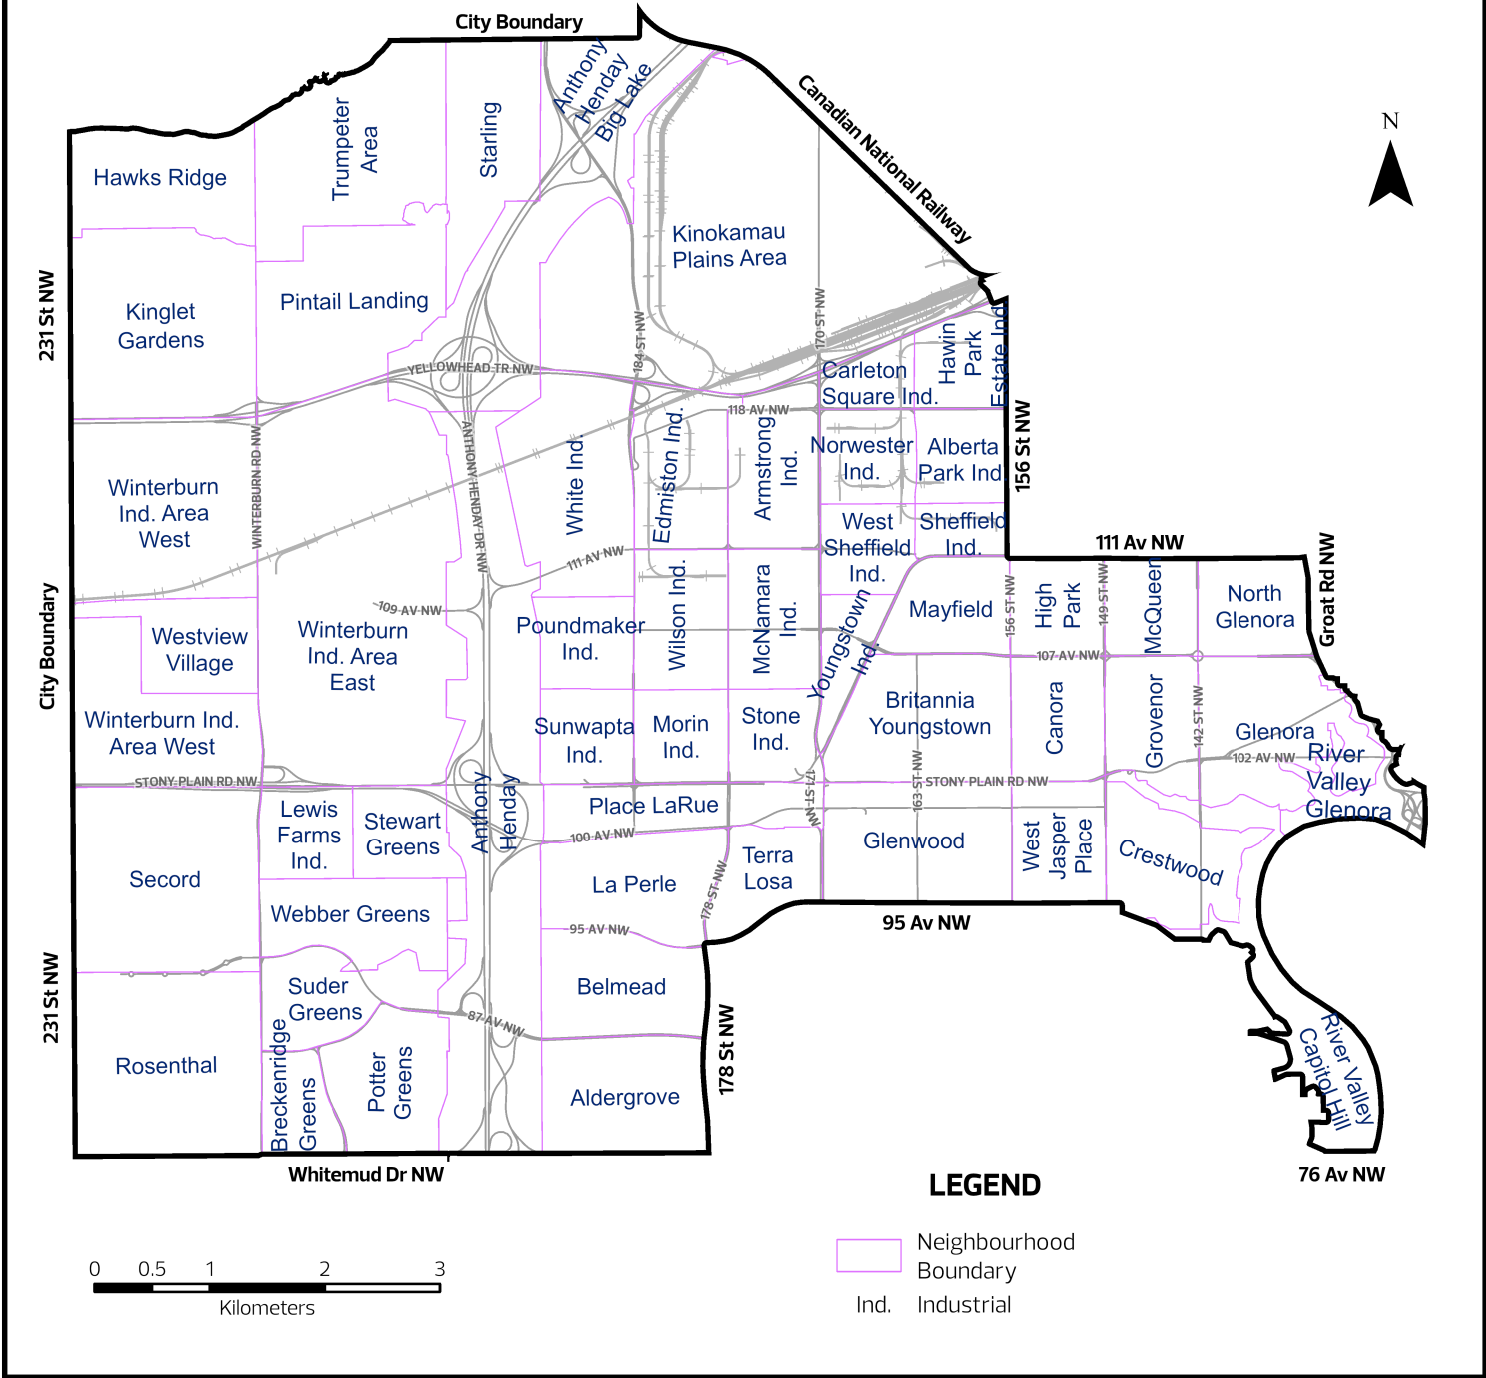 City Boundary
Anthony
Henday
Big Lake
Canadian National Railway
N
Hawks Ridge
Trumpeter
Area
Starling
Kinokamau
Plains Area
231 St NW
Kinglet
Gardens
Pintail Landing
YELLOWHEAD TR NW
184 ST NW
170 ST NW
Carleton
Square Ind.
Hawin
Park
Estate Ind.
118 AV NW
156 St NW
WINTERBURN RD NW
ANTHONY HENDAY DR NW
White Ind.
Edmiston Ind.
Armstrong
Ind.
Norwester
Ind.
Alberta
Park Ind.
Winterburn
Ind. Area
West
West
Sheffield
Ind.
Sheffield
Ind.
111 AV NW
111 Av NW
Groat Rd NW
City Boundary
109 AV NW
Westview
Village
Winterburn
Ind. Area
East
Poundmaker
Ind.
Wilson Ind.
McNamara
Ind.
Youngstown
Ind.
Mayfield
156 ST NW
High
Park
149 ST NW
McQueen
North
Glenora
107 AV NW
Winterburn Ind.
Area West
Sunwapta
Ind.
Morin
Ind.
Stone
Ind.
Britannia
Youngstown
Canora
Grovenor
142 ST NW
Glenora
102 AV NW
River
Valley
Glenora
STONY PLAIN RD NW
171 ST NW
163 ST NW
STONY PLAIN RD NW
Lewis
Farms
Ind.
Stewart
Greens
Anthony
Henday
Place LaRue
100 AV NW
Glenwood
West
Jasper
Place
Crestwood
Secord
Terra
Losa
La Perle
178 ST NW
Webber Greens
95 AV NW
95 Av NW
231 St NW
Suder
Greens
Belmead
87 AV NW
178 St NW
Rosenthal
Breckenridge
Greens
Potter
Greens
Aldergrove
River Valley
Capitol Hill
Whitemud Dr NW
76 Av NW
LEGEND
Neighbourhood
Boundary
Ind. Industrial
0 0.5 1 2 3
Kilometers